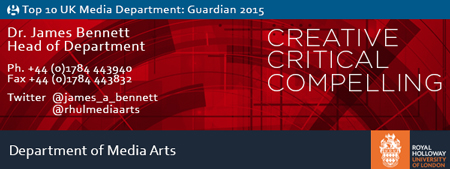 Top 10 UK Media Department: Guardian 2015
Dr. James Bennett
Head of Department
Ph. +44 (0)1784 443940
Fax +44 (0)1784 443832
Twitter @james_a_bennett
@rhulmediaarts
CREATIVE
CRITICAL
COMPELLING
Department of Media Arts
ROYAL
HOLLOWAY
UNIVERSITY
OF LONDON